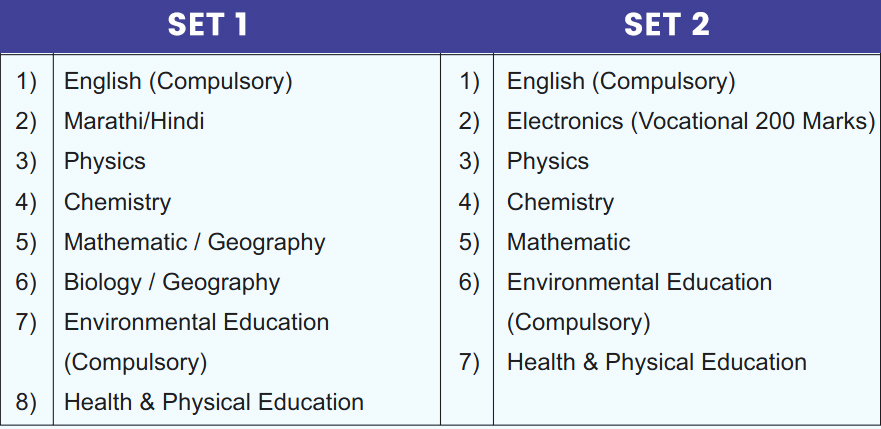 SET 1
1) English (Compulsory)
2) Marathi/Hindi
3) Physics
4) Chemistry
5) Mathematic / Geography
6) Biology / Geography
7) Environmental Education
(Compulsory)
8) Health & Physical Education
SET 2
1) English (Compulsory)
2) Electronics (Vocational 200 Marks)
3) Physics
4) Chemistry
5) Mathematic
6) Environmental Education
(Compulsory)
7) Health & Physical Education